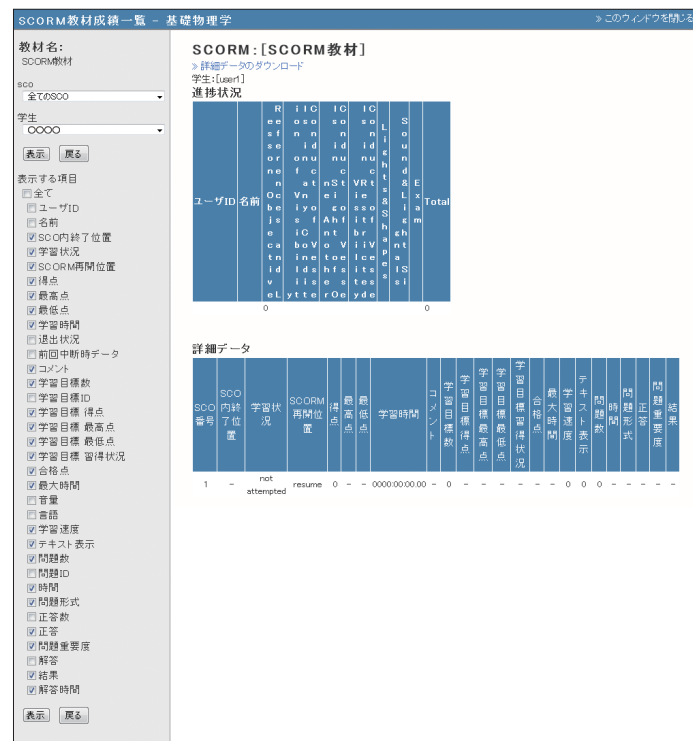 SCORM教材成績一覧 - 基礎物理学
» このウィンドウを閉じる
教材名:
SCORM教材
sco
全てのSCO
学生
○○○○
表示 戻る
表示する項目
全て
ユーザID
名前
SCO内終了位置
学習状況
SCORM再開位置
得点
最高点
最低点
学習時間
退出状況
前回中断時データ
コメント
学習目標数
学習目標ID
学習目標 得点
学習目標 最高点
学習目標 最低点
学習目標 習得状況
合格点
最大時間
音量
言語
学習速度
テキスト表示
問題数
問題ID
時間
問題形式
正答数
正答
問題重要度
解答
結果
解答時間
表示 戻る
SCORM:[SCORM教材]
» 詳細データのダウンロード
学生:[user1]
進捗状況
ユーザID 名前
Lights & Shapes
Exam
Total
0 0
詳細データ
SCO番号 SCO内終了位置 学習状況 SCORM再開位置 得点 最高点 最低点 学習時間 コメント 学習目標数 学習目標得点 学習目標最高点 学習目標最低点 学習目標習得状況 合格点 最大時間 学習速度 テキスト表示 問題数 時間 問題形式 正答 問題重要度 結果
1 - not attempted resume 0 - - 0000:00:00.00 - 0 - - - - - - 0 0 0 - - - - -